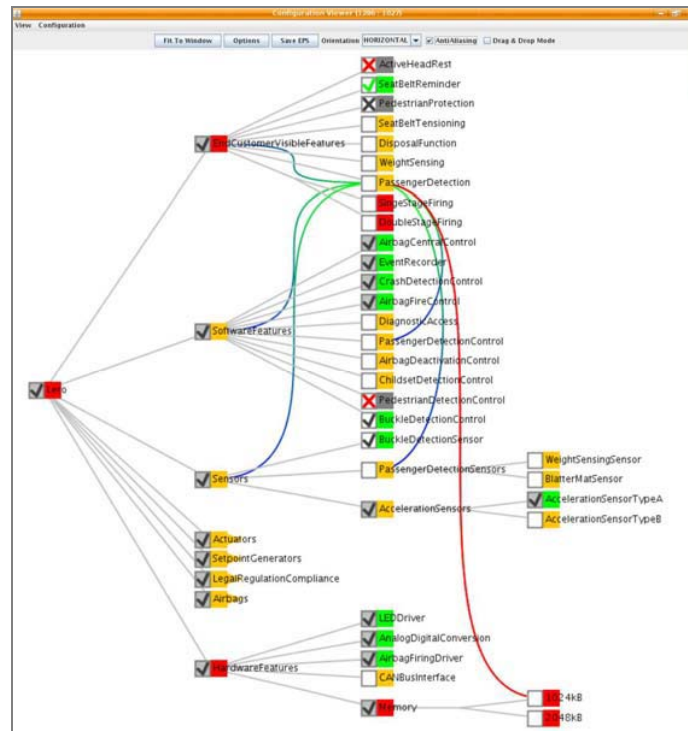 Configuration Viewer (1286 - 1027)
View Configuration
Fit To Window Options Save EPS Orientation HORIZONTAL AntiAliasing Drag & Drop Mode
ActiveHeadRest
SeatBeltReminder
PedestrianProtection
SeatBeltTensioning
EndCustomerVisibleFeatures
DisposalFunction
WeightSensing
PassengerDetection
SingeStageFiring
DoubleStageFiring
AirbagCentralControl
EventRecorder
CrashDetectionControl
AirbagFireControl
DiagnosticAccess
SoftwareFeatures
PassengerDetectionControl
AirbagDeactivationControl
ChildsetDetectionControl
PedestrianDetectionControl
BuckleDetectionControl
BuckleDetectionSensor
WeightSensingSensor
PassengerDetectionSensors
Sensors
BlatterMatSensor
AccelerationSensorTypeA
AccelerationSensors
AccelerationSensorTypeB
Actuators
SetpointGenerators
LegalRegulationCompliance
Airbags
LEDDriver
AnalogDigitalConversion
AirbagFiringDriver
HardwareFeatures
CANBusInterface
1024kB
Memory
2048kB